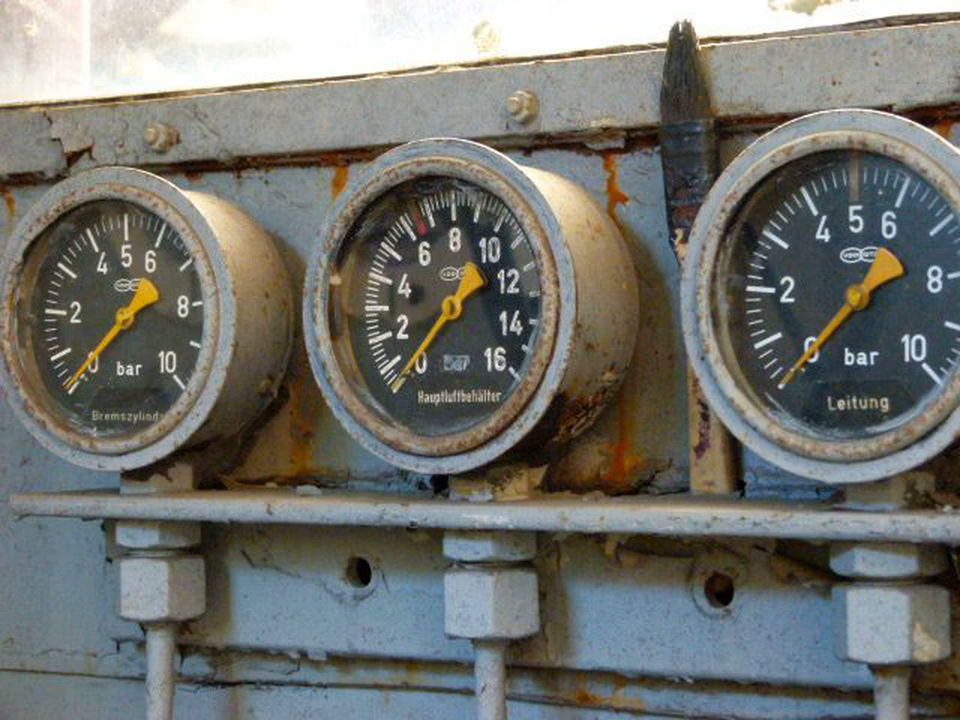 5
4 6
2 8
0 bar 10
Bremszylinder
8
6 10
4 12
2 14
0 bar 16
Hauptluftbehälter
5
4 6
2 8
0 bar 10
Leitung